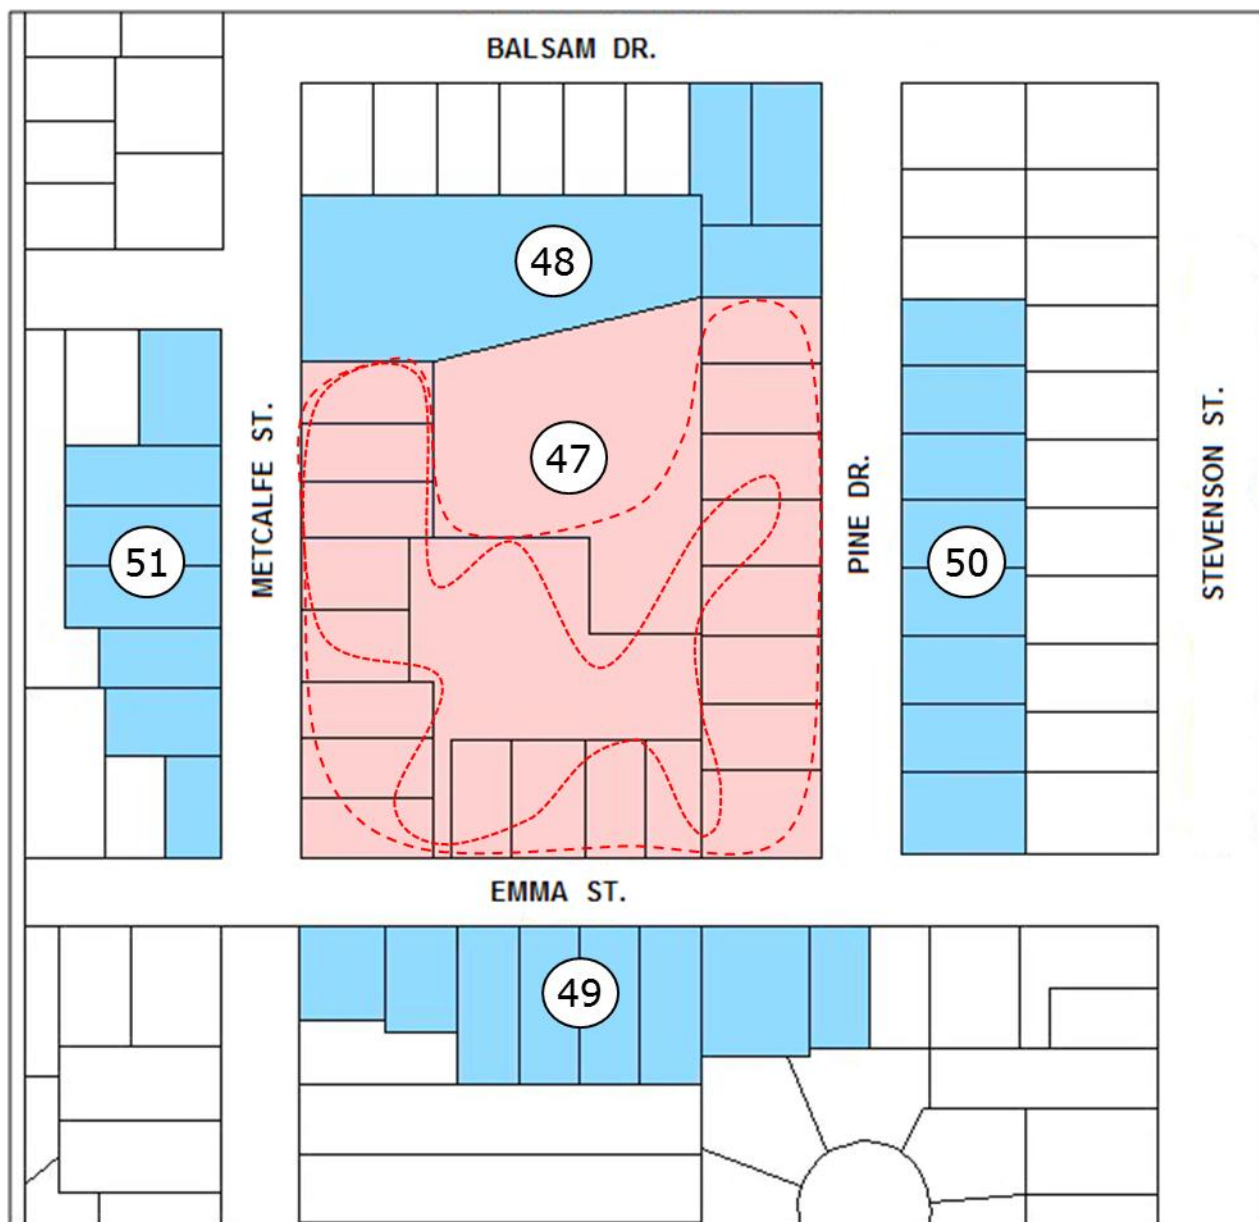 BALSAM DR.
48
47
METCALFE ST.
51
PINE DR.
50
STEVENSON ST.
EMMA ST.
49